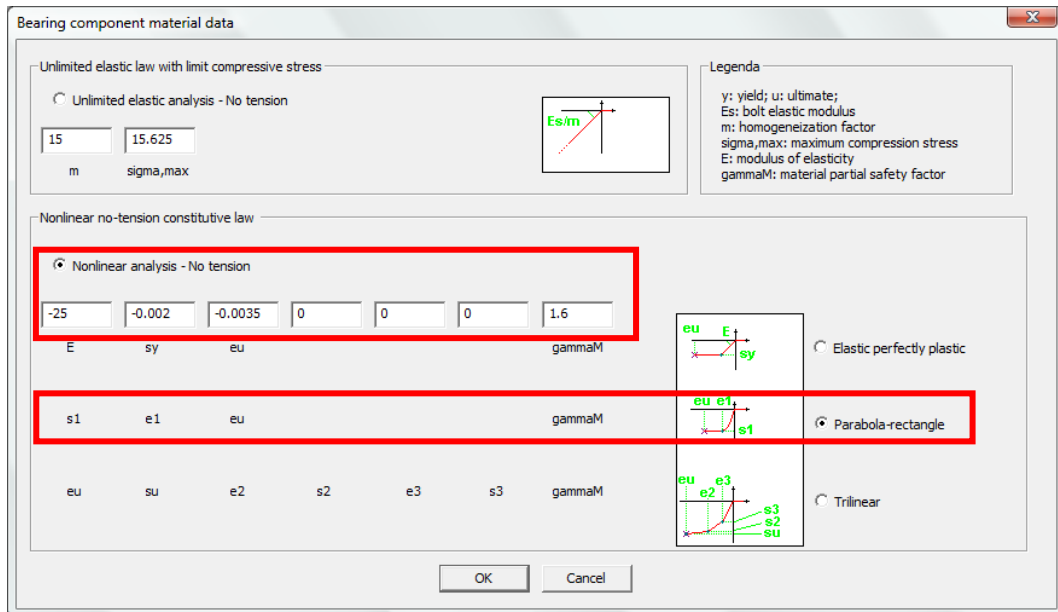 Bearing component material data
Unlimited elastic law with limit compressive stress
Unlimited elastic analysis - No tension
15 15.625
m sigma,max
Es/m
Legenda
y: yield; u: ultimate;
Es: bolt elastic modulus
m: homogeneization factor
sigma,max: maximum compression stress
E: modulus of elasticity
gammaM: material partial safety factor
Nonlinear no-tension constitutive law
Nonlinear analysis - No tension
-25 -0.002 -0.0035 0 0 0 1.6
E sy eu gammaM
eu E
sy
Elastic perfectly plastic
s1 e1 eu gammaM
eu e1
s1
Parabola-rectangle
eu su e2 s2 e3 s3 gammaM
eu e3
e2
s3
s2
su
Trilinear
OK Cancel